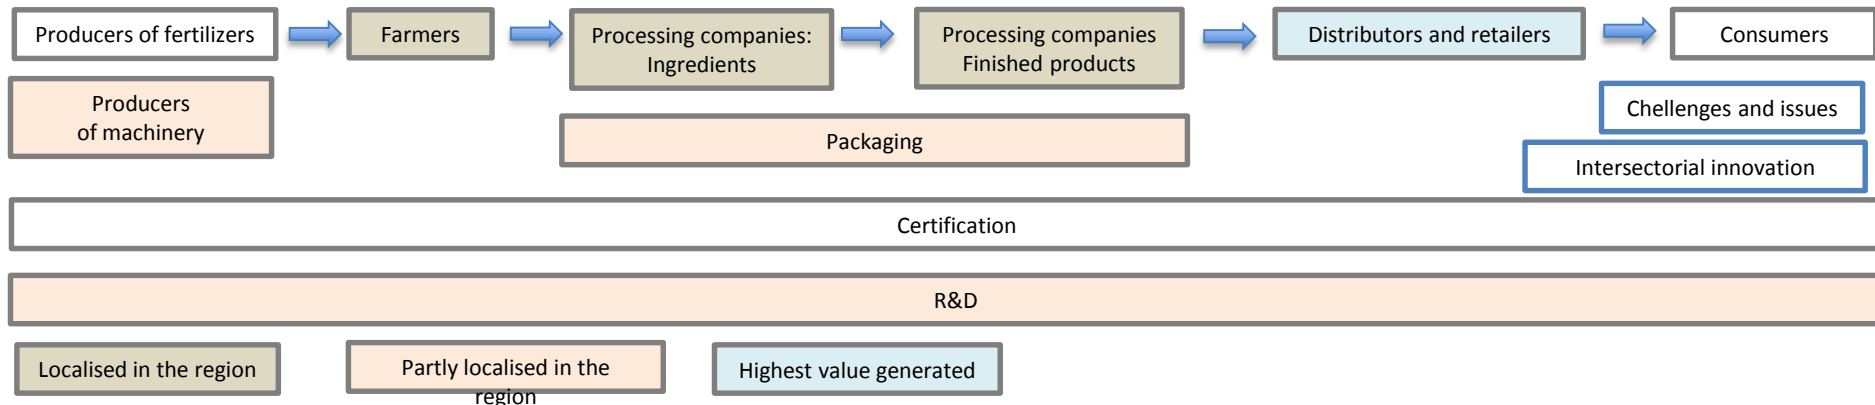 Producers of fertilizers
Farmers
Processing companies:
Ingredients
Processing companies
Finished products
Distributors and retailers
Consumers
Producers
of machinery
Packaging
Chellenges and issues
Intersectorial innovation
Certification
R&D
Localised in the region
Partly localised in the
region
Highest value generated